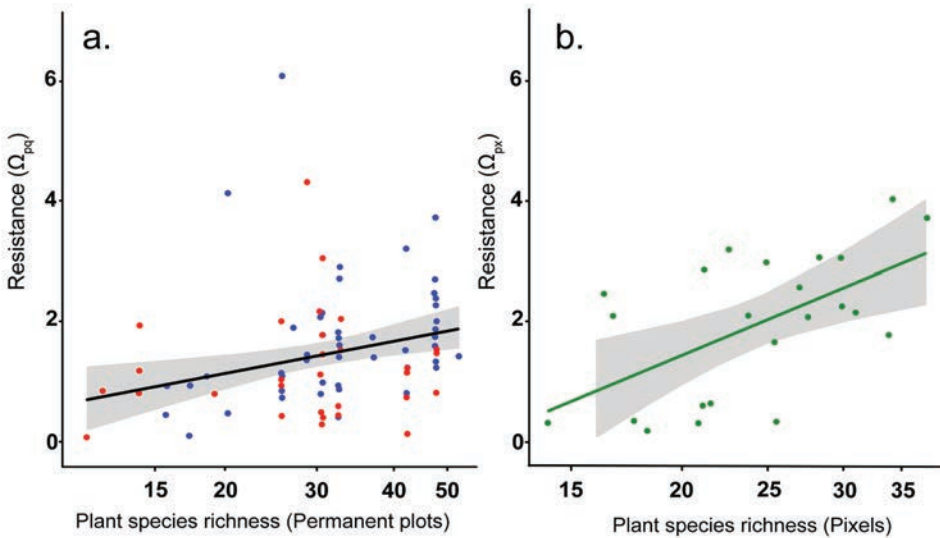 a.
Resistance (Ωpq)
6
4
2
0
15 20 30 40 50
Plant species richness (Permanent plots)
b.
Resistance (Ωpx)
6
4
2
0
15 20 25 30 35
Plant species richness (Pixels)